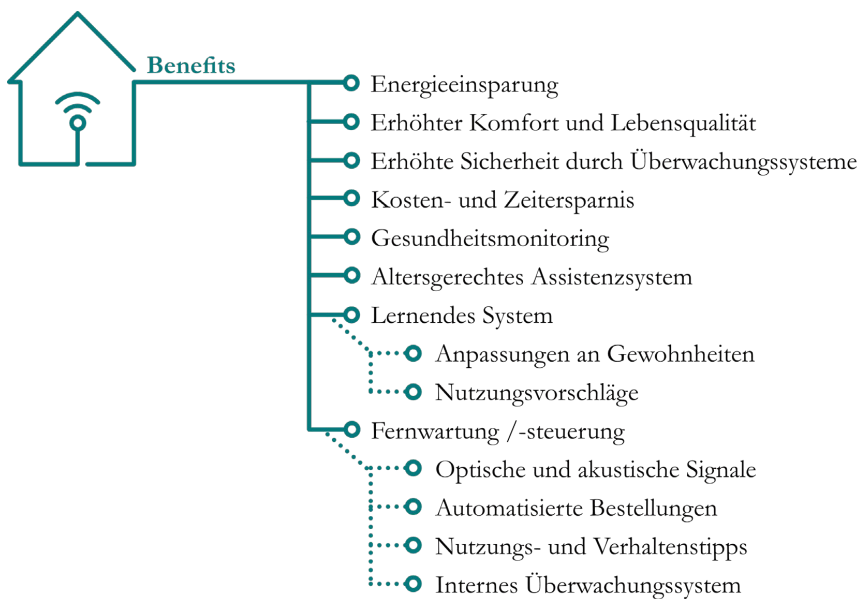 Benefits
Energieeinsparung
Erhöhter Komfort und Lebensqualität
Erhöhte Sicherheit durch Überwachungssysteme
Kosten- und Zeitersparnis
Gesundheitsmonitoring
Altersgerechtes Assistenzsystem
Lernendes System
Anpassungen an Gewohnheiten
Nutzungsvorschläge
Fernwartung /-steuerung
Optische und akustische Signale
Automatisierte Bestellungen
Nutzungs- und Verhaltenstipps
Internes Überwachungssystem